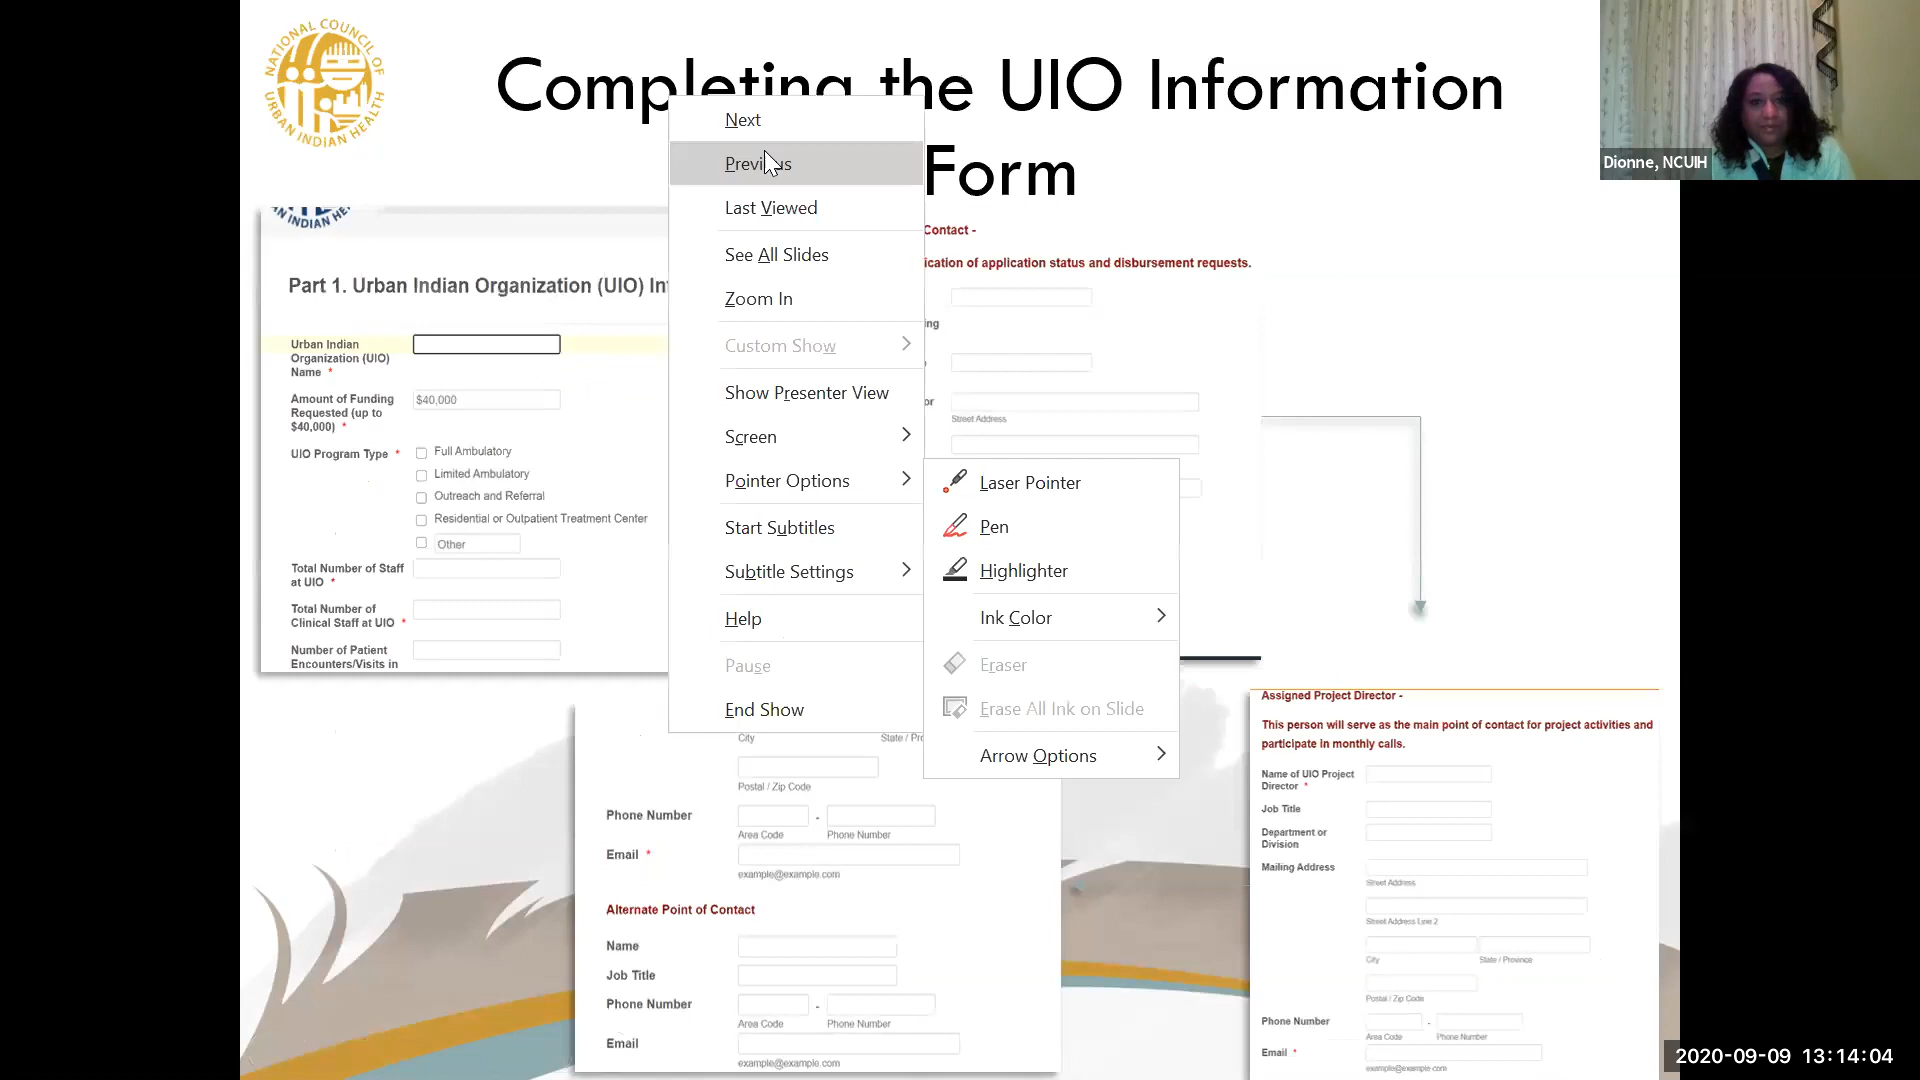 NATIONAL COUNCIL OF
URBAN INDIAN HEALTH
Completing the UIO Information
Form
Dionne, NCUIH
Next
Previous
Last Viewed
See All Slides
Zoom In
Custom Show
Show Presenter View
Screen
Pointer Options
Start Subtitles
Subtitle Settings
Help
Pause
End Show
Laser Pointer
Pen
Highlighter
Ink Color
Eraser
Erase All Ink on Slide
Arrow Options
Part 1. Urban Indian Organization (UIO)
Urban Indian
Organization (UIO)
Name *
Amount of Funding
Requested (up to
$40,000) *
$40,000
UIO Program Type *
Full Ambulatory
Limited Ambulatory
Outreach and Referral
Residential or Outpatient Treatment Center
Other
Total Number of Staff
at UIO *
Total Number of
Clinical Staff at UIO *
Number of Patient
Encounters/Visits in
Contact -
ication of application status and disbursement requests.
ing
or
Street Address
City
Postal / Zip Code
Phone Number
-
Area Code
Phone Number
Email *
example@example.com
Alternate Point of Contact
Name
Job Title
Phone Number
-
Area Code
Phone Number
Email
example@example.com
Assigned Project Director -
This person will serve as the main point of contact for project activities and
participate in monthly calls.
Name of UIO Project
Director *
Job Title
Department or
Division
Mailing Address
Street Address
Street Address Line 2
City
State / Province
Postal / Zip Code
Phone Number
-
Area Code
Phone Number
Email *
example@example.com
2020-09-09 13:14:04